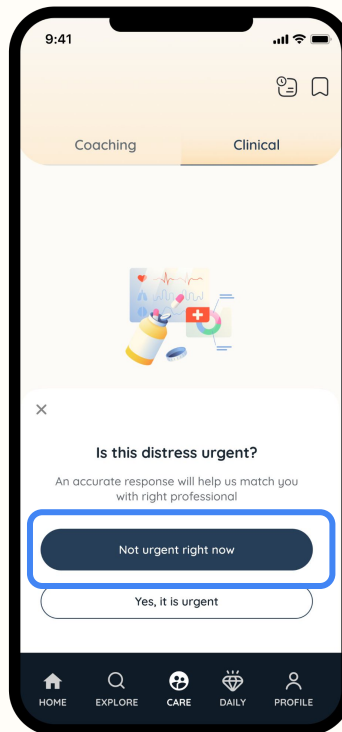 9:41
Coaching
Clinical
Is this distress urgent?
An accurate response will help us match you
with right professional
Not urgent right now
Yes, it is urgent
HOME
EXPLORE
CARE
DAILY
PROFILE